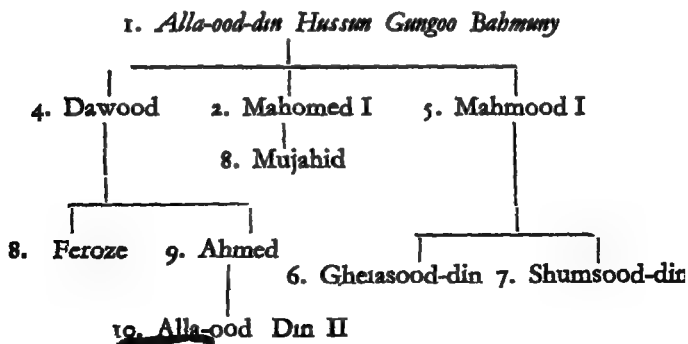 1. Alla-ood-din Hussun Gungoo Bahmuny
4. Dawood 2. Mahomed I 5. Mahmood I
8. Mujahid
8. Feroze 9. Ahmed
6. Gheiasood-din 7. Shumsood-din
10. Alla-ood Din II